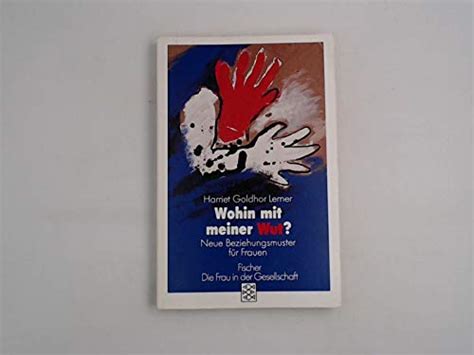 Harriet Goldhor Lerner
Wohin mit
meiner Wut?
Neue Beziehungsmuster
für Frauen
Fischer
Die Frau in der Gesellschaft